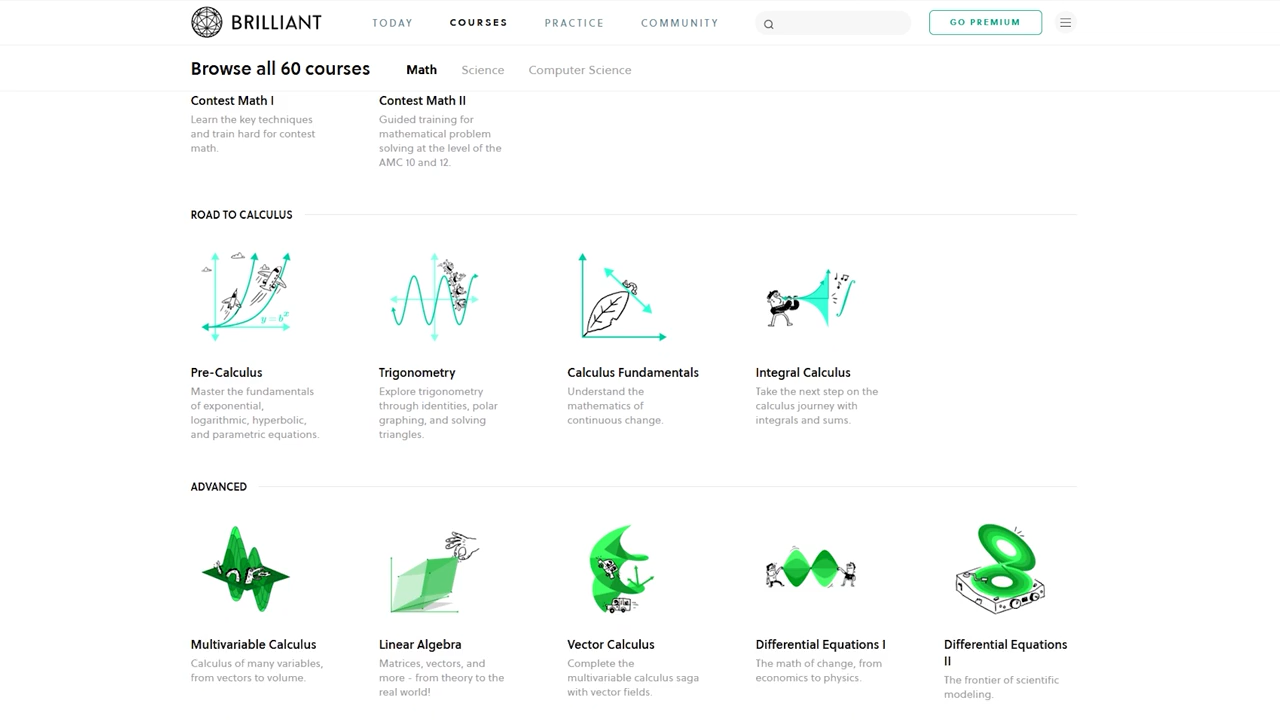 BRILLIANT
TODAY
COURSES
PRACTICE
COMMUNITY
GO PREMIUM
Browse all 60 courses
Math
Science
Computer Science
Contest Math I
Learn the key techniques
and train hard for contest
math.
Contest Math II
Guided training for
mathematical problem
solving at the level of the
AMC 10 and 12.
ROAD TO CALCULUS
y = b^x
Pre-Calculus
Master the fundamentals
of exponential,
logarithmic, hyperbolic,
and parametric equations.
Trigonometry
Explore trigonometry
through identities, polar
graphing, and solving
triangles.
Calculus Fundamentals
Understand the
mathematics of
continuous change.
Integral Calculus
Take the next step on the
calculus journey with
integrals and sums.
ADVANCED
Multivariable Calculus
Calculus of many variables,
from vectors to volume.
Linear Algebra
Matrices, vectors, and
more - from theory to the
real world!
Vector Calculus
Complete the
multivariable calculus saga
with vector fields.
Differential Equations I
The math of change, from
economics to physics.
Differential Equations
II
The frontier of scientific
modeling.